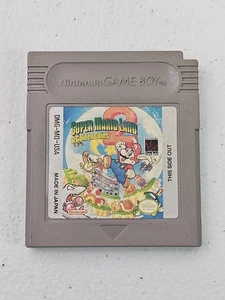 Nintendo GAME BOY
TM
SUPER MARIO LAND 2
6 Golden Coins
DMG-MQ-USA
MADE IN JAPAN
THIS SIDE OUT